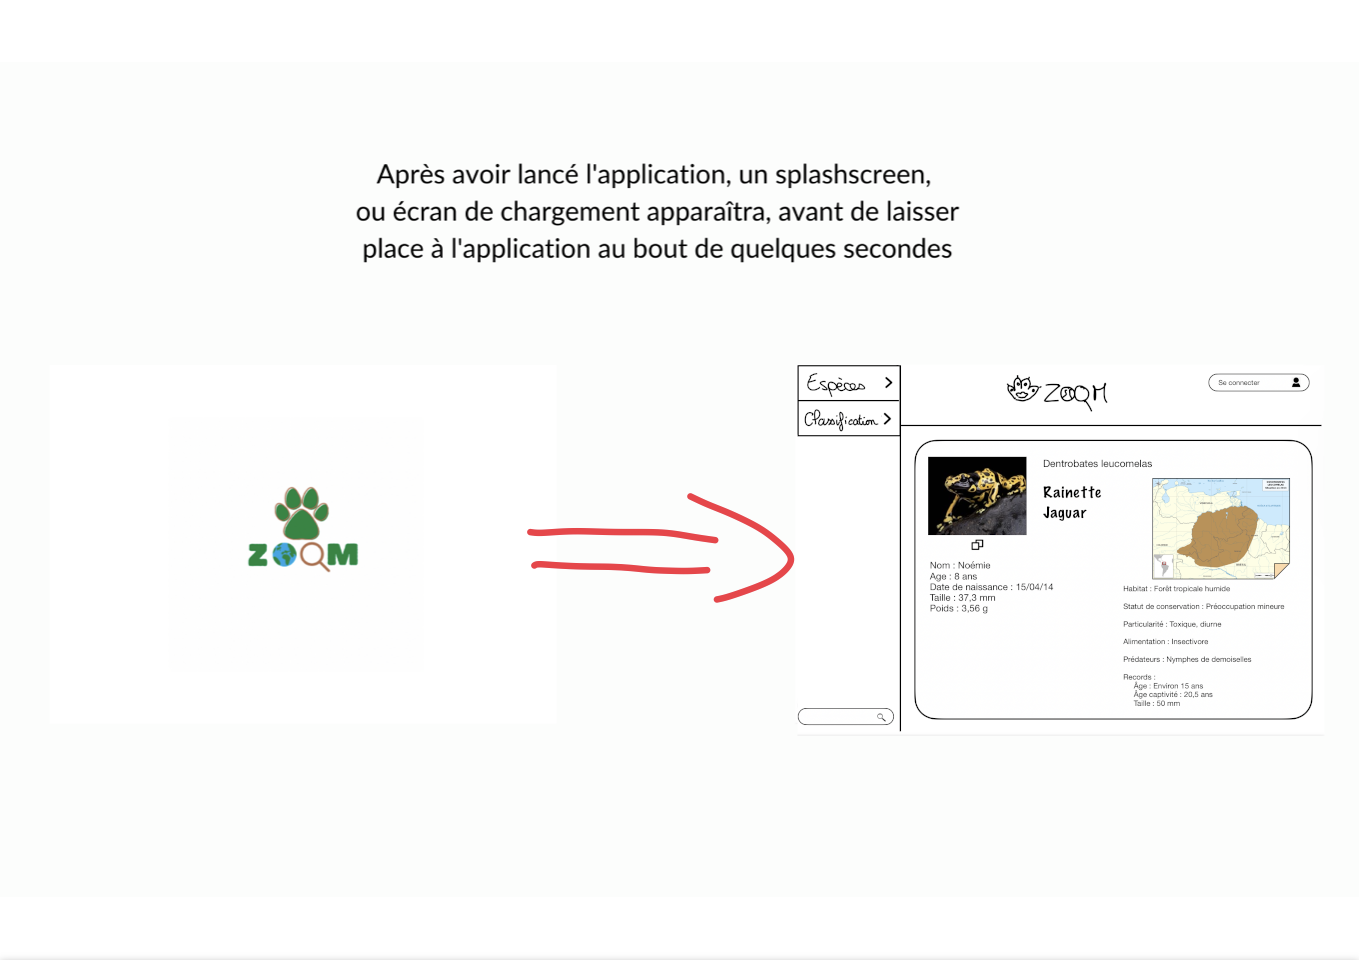 Après avoir lancé l'application, un splashscreen,
ou écran de chargement apparaîtra, avant de laisser
place à l'application au bout de quelques secondes
ZOOM
Espèces
Classification
ZOOM
Se connecter
Dentrobates leucomelas
Rainette
Jaguar
Nom : Noémie
Age : 8 ans
Date de naissance : 15/04/14
Taille : 37,3 mm
Poids : 3,56 g
Habitat : Forêt tropicale humide
Statut de conservation : Préoccupation mineure
Particularité : Toxique, diurne
Alimentation : Insectivore
Prédateurs : Nymphes de demoiselles
Records :
Âge : Environ 15 ans
Âge captivité : 20,5 ans
Taille : 50 mm